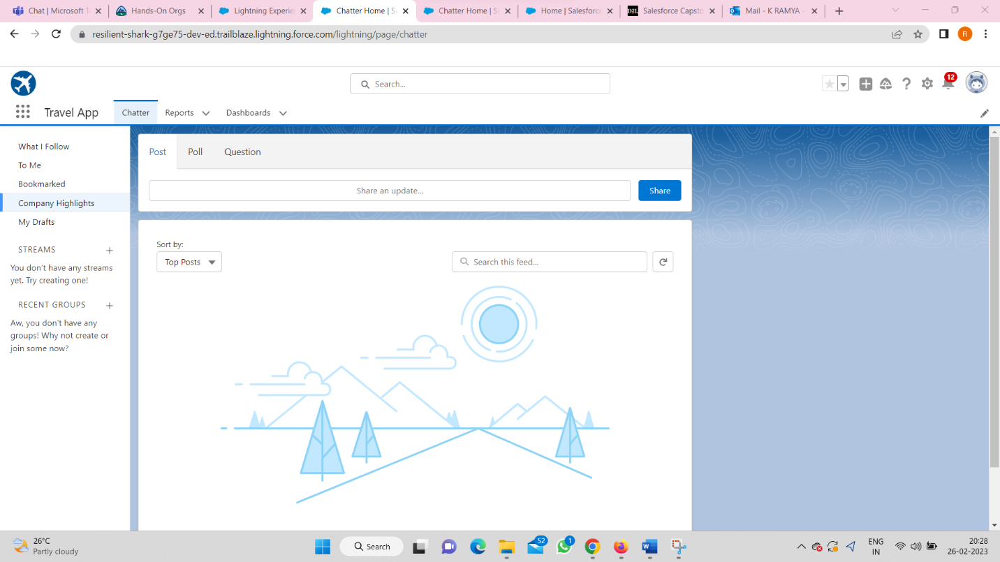 Chat | Microsoft T
Hands-On Orgs
Lightning Experie
Chatter Home | Sa
Chatter Home | Sa
Home | Salesforce
D2L
Salesforce Capsto
Mail - K RAMYA -
resilient-shark-g7ge75-dev-ed.trailblaze.lightning.force.com/lightning/page/chatter
R
Search...
12
Travel App
Chatter
Reports
Dashboards
What I Follow
To Me
Bookmarked
Company Highlights
My Drafts
STREAMS
You don't have any streams
yet. Try creating one!
RECENT GROUPS
Aw, you don't have any
groups! Why not create or
join some now?
Post
Poll
Question
Share an update...
Share
Sort by:
Top Posts
Search this feed...
26°C
Partly cloudy
Search
52
1
ENG
IN
20:28
26-02-2023